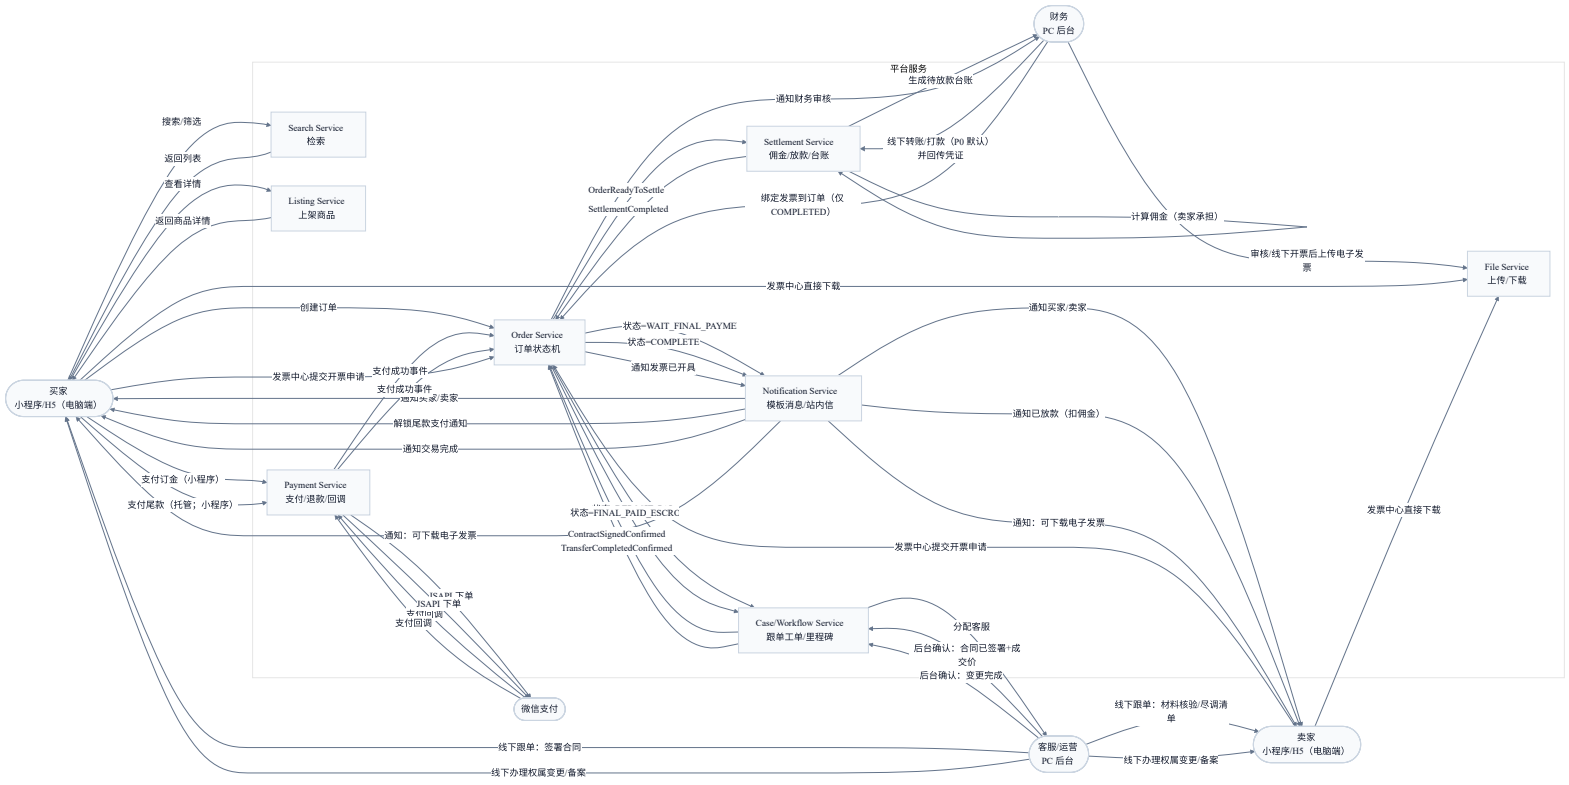 财务
PC 后台
平台服务
生成待放款台账
通知财务审核
搜索/筛选
Search Service
检索
返回列表
查看详情
Listing Service
上架商品
返回商品详情
Settlement Service
佣金/放款/台账
线下转账/打款（P0 默认）
并回传凭证
OrderReadyToSettle
SettlementCompleted
绑定发票到订单（仅
COMPLETED）
计算佣金（卖家承担）
审核/线下开票后上传电子发
票
File Service
上传/下载
发票中心直接下载
创建订单
通知买家/卖家
Order Service
订单状态机
状态=WAIT_FINAL_PAYME
状态=COMPLETE
通知发票已开具
支付成功事件
发票中心提交开票申请
支付成功事件
通知买家/卖家
买家
小程序/H5（电脑端）
Notification Service
模板消息/站内信
解锁尾款支付通知
通知已放款（扣佣金）
通知交易完成
支付订金（小程序）
Payment Service
支付/退款/回调
支付尾款（托管；小程序）
状态=FINAL_PAID_ESCRC
通知：可下载电子发票
通知：可下载电子发票
ContractSignedConfirmed
TransferCompletedConfirmed
发票中心提交开票申请
发票中心直接下载
JSAPI 下单
JSAPI 下单
支付回调
支付回调
Case/Workflow Service
跟单工单/里程碑
分配客服
后台确认：合同已签署+成
交价
后台确认：变更完成
微信支付
线下跟单：材料核验/尽调清
单
线下跟单：签署合同
客服/运营
PC 后台
卖家
小程序/H5（电脑端）
线下办理权属变更/备案
线下办理权属变更/备案